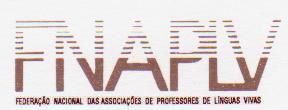 FNAPLV
FEDERAÇÃO NACIONAL DAS ASSOCIAÇÕES DE PROFESSORES DE LÍNGUAS VIVAS